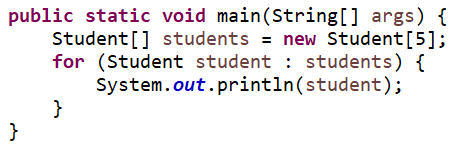 public static void main(String[] args) {
    Student[] students = new Student[5];
    for (Student student : students) {
        System.out.println(student);
    }
}